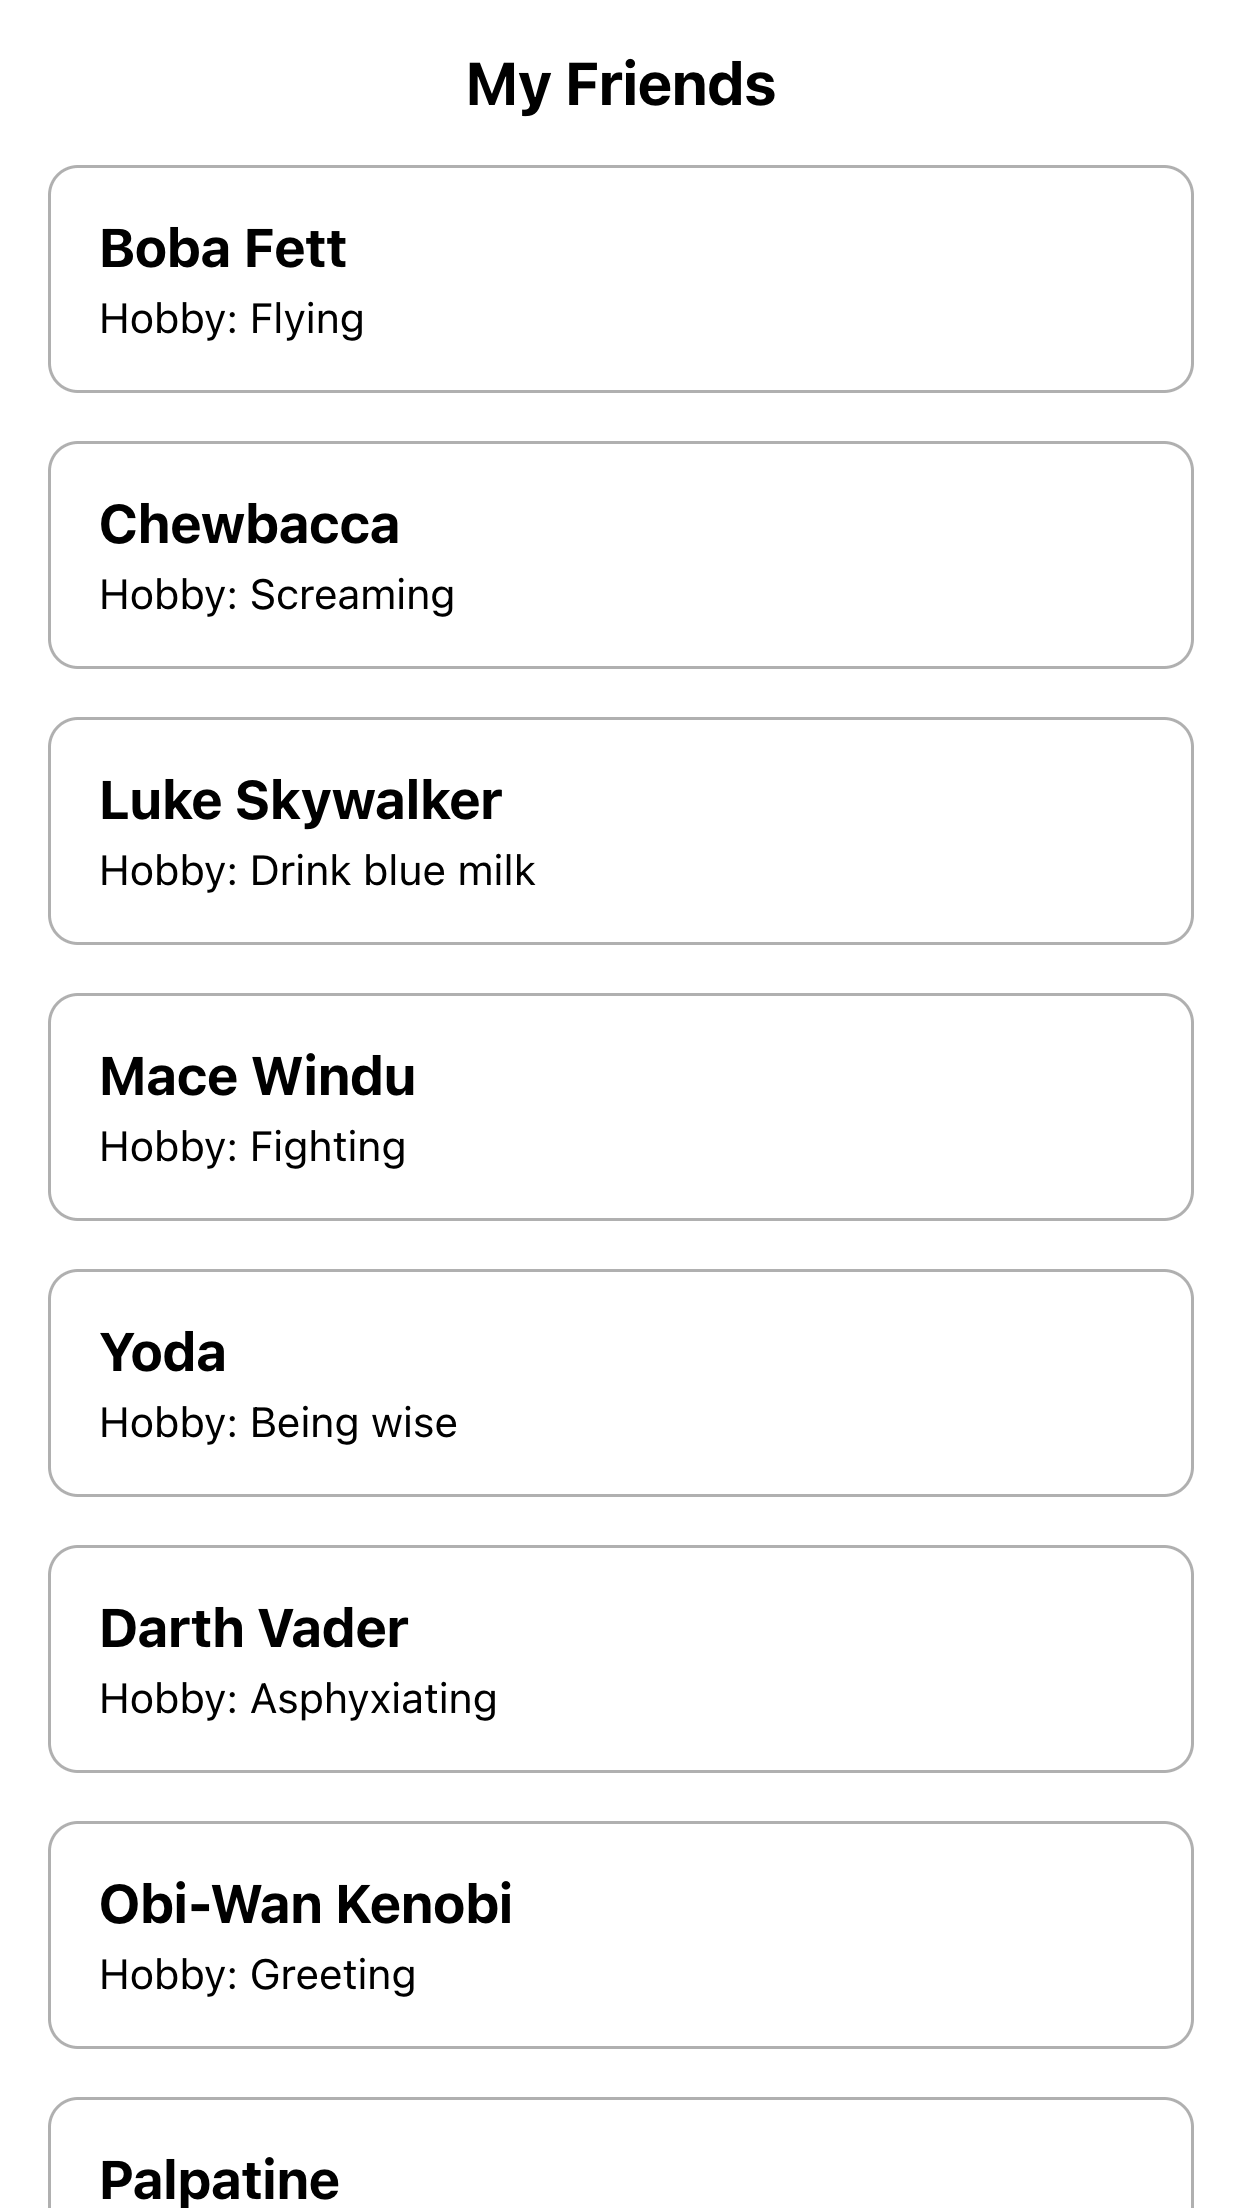 My Friends
Boba Fett
Hobby: Flying
Chewbacca
Hobby: Screaming
Luke Skywalker
Hobby: Drink blue milk
Mace Windu
Hobby: Fighting
Yoda
Hobby: Being wise
Darth Vader
Hobby: Asphyxiating
Obi-Wan Kenobi
Hobby: Greeting
Palpatine